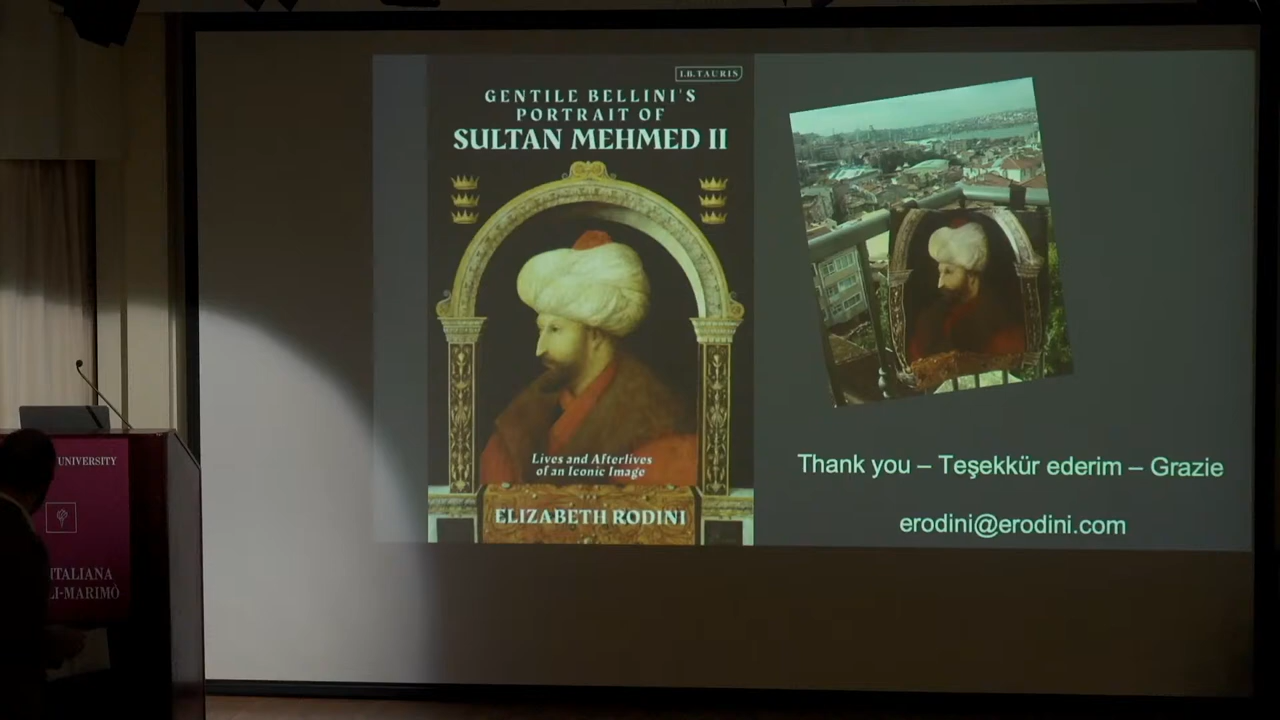 I.B.TAURIS
GENTILE BELLINI'S
PORTRAIT OF
SULTAN MEHMED II
Lives and Afterlives
of an Iconic Image
ELIZABETH RODINI
Thank you – Teşekkür ederim – Grazie
erodini@erodini.com
UNIVERSITY
ITALIANA
LI-MARIMÒ